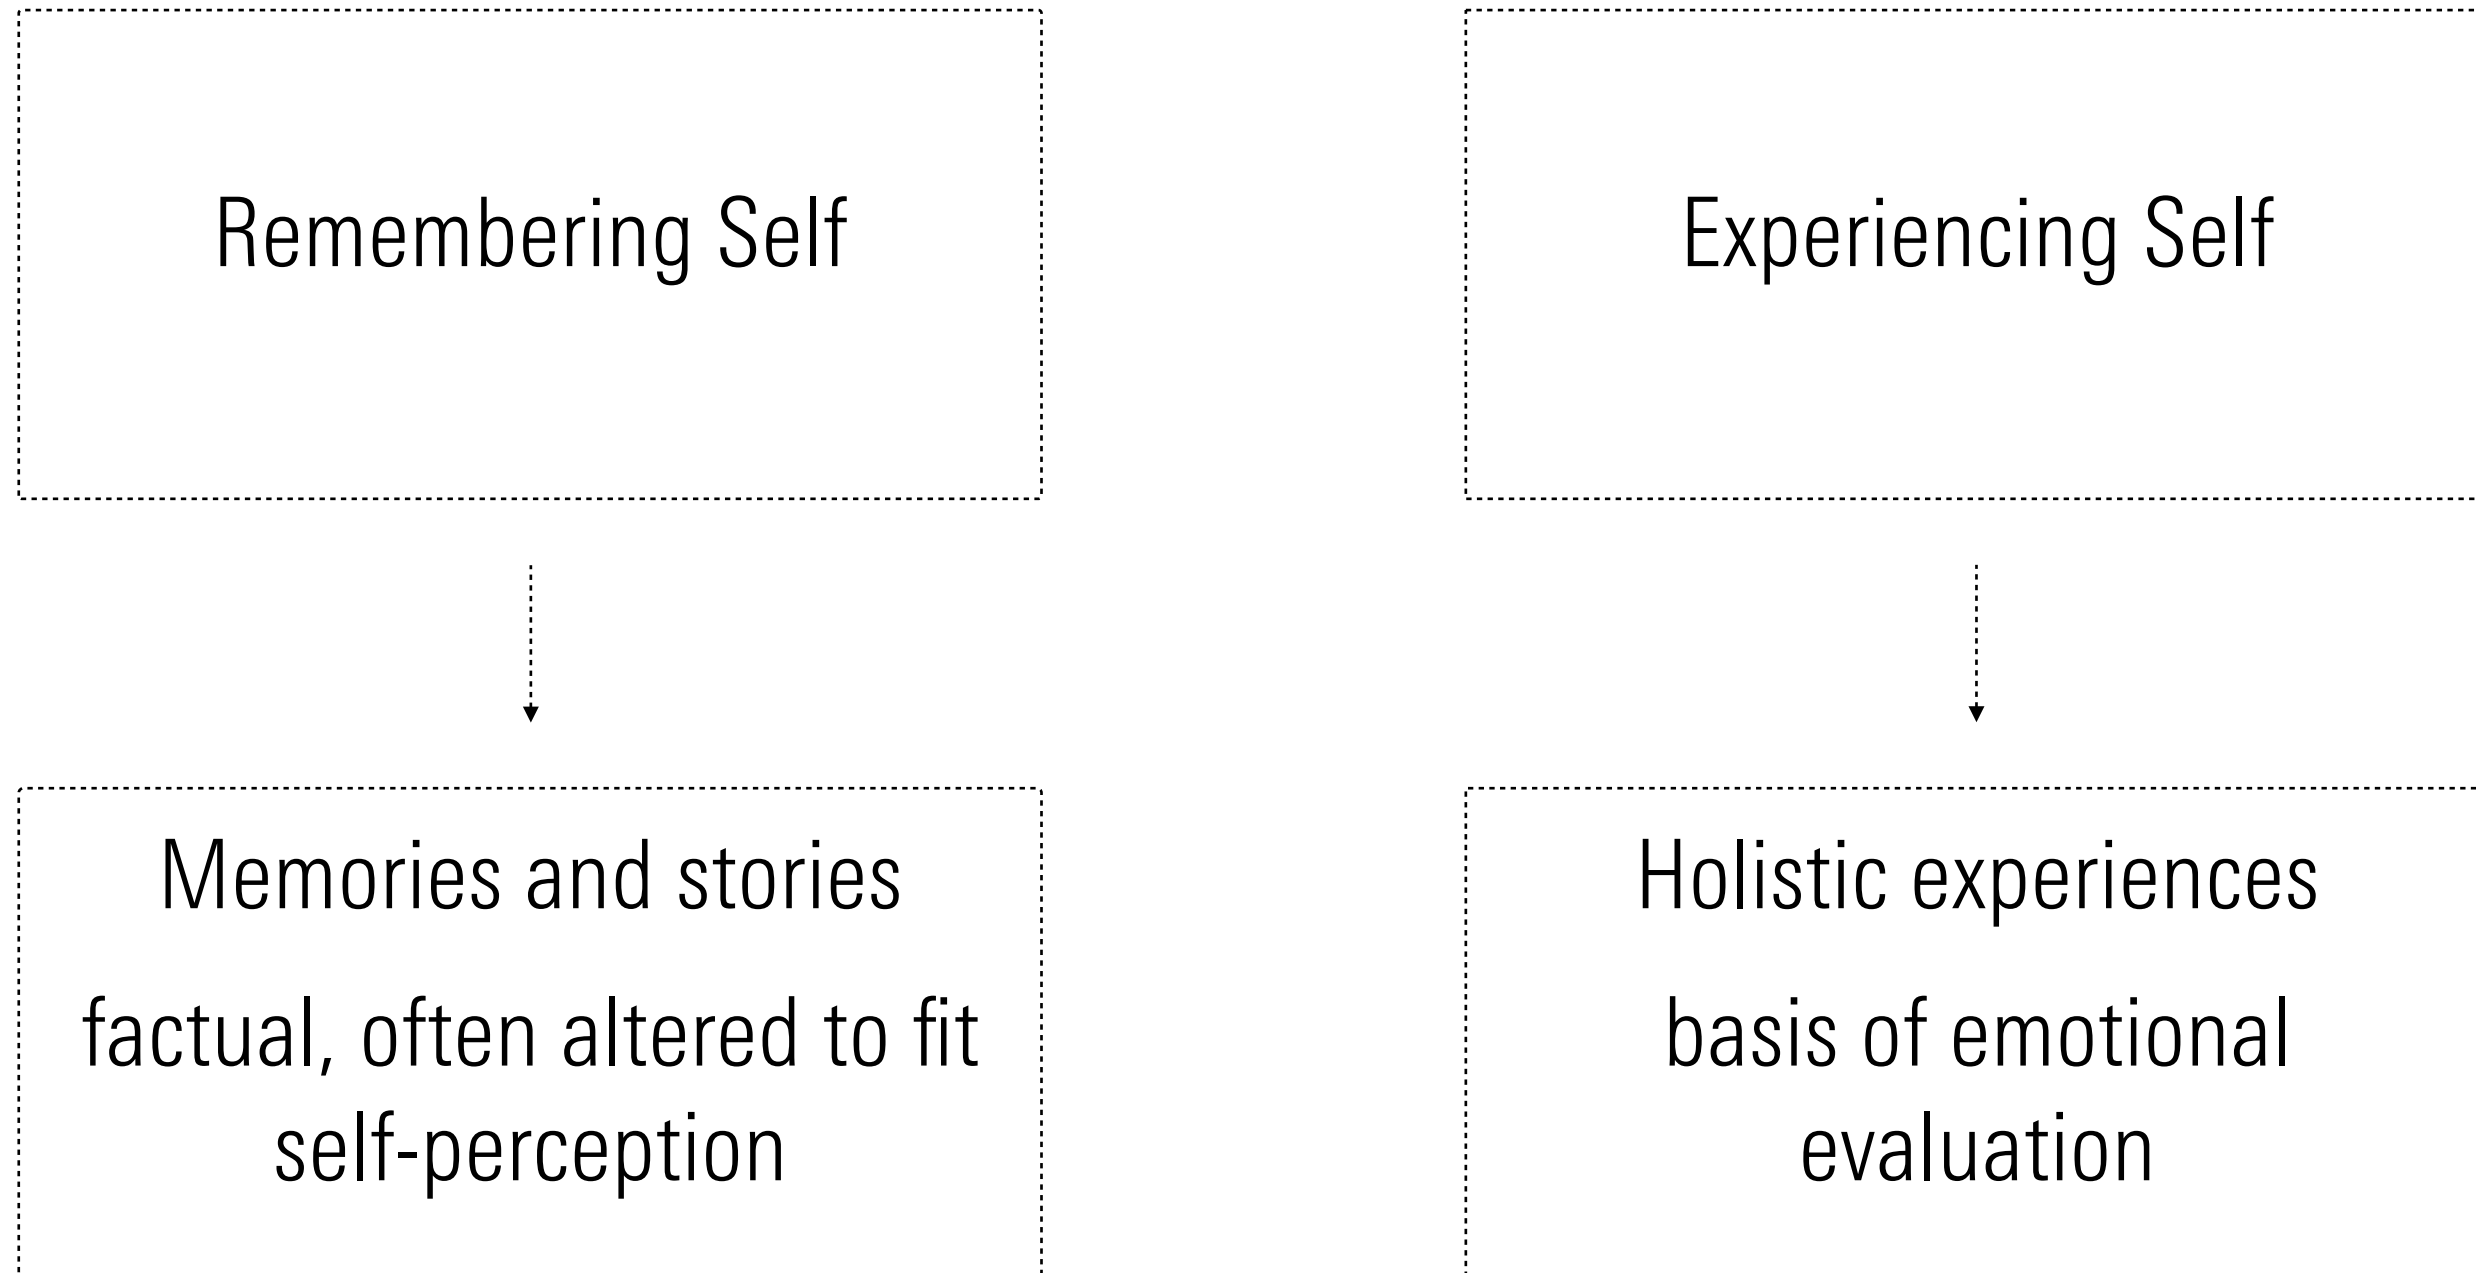 Remembering Self
Experiencing Self
Memories and stories
factual, often altered to fit
self-perception
Holistic experiences
basis of emotional
evaluation